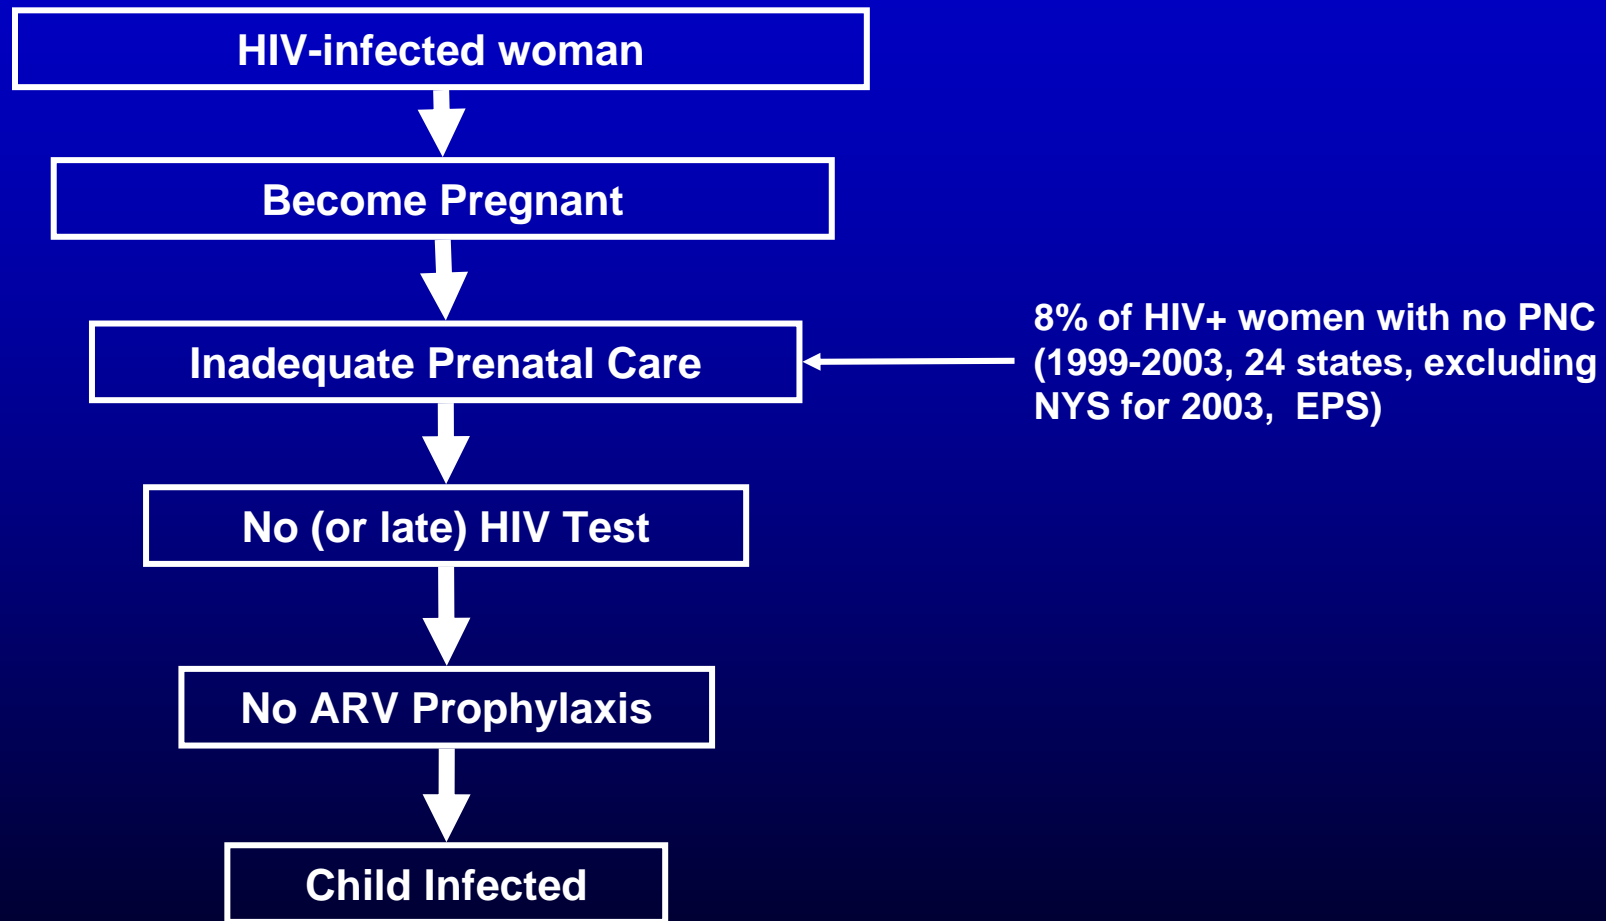 HIV-infected woman
Become Pregnant
Inadequate Prenatal Care
8% of HIV+ women with no PNC
(1999-2003, 24 states, excluding
NYS for 2003,  EPS)
No (or late) HIV Test
No ARV Prophylaxis
Child Infected